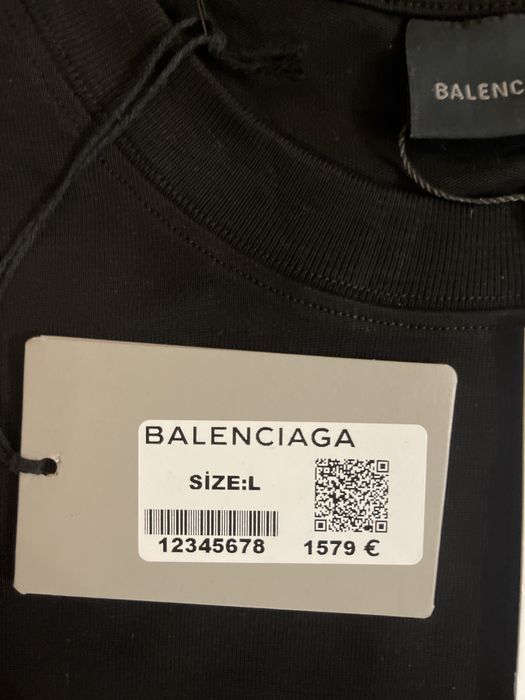 BALENC
BALENCIAGA
SİZE:L
12345678
1579 €